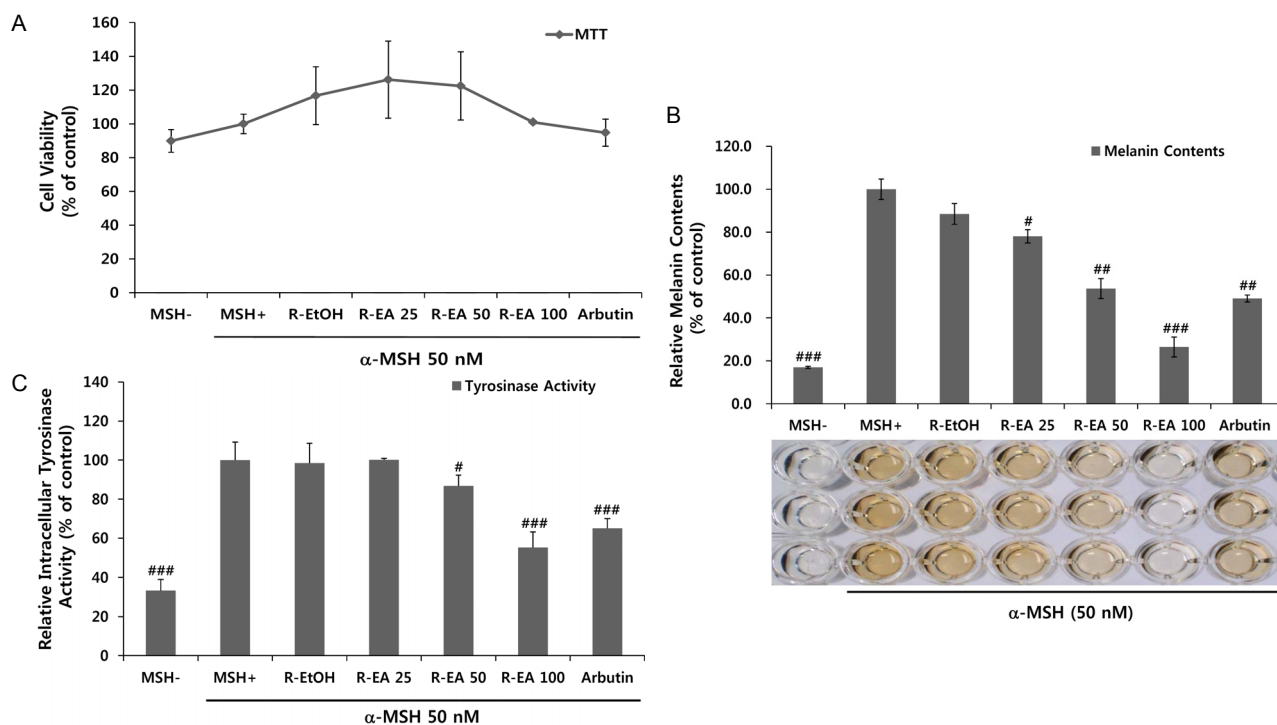 A
160
140
120
100
80
60
40
20
0
Cell Viability
(% of control)
MTT
MSH- MSH+ R-EtOH R-EA 25 R-EA 50 R-EA 100 Arbutin
α-MSH 50 nM
B
120.0
100.0
80.0
60.0
40.0
20.0
0.0
Relative Melanin Contents
(% of control)
Melanin Contents
###
#
##
###
##
MSH- MSH+ R-EtOH R-EA 25 R-EA 50 R-EA 100 Arbutin
α-MSH (50 nM)
C
140
120
100
80
60
40
20
0
Relative Intracellular Tyrosinase
Activity (% of control)
Tyrosinase Activity
###
#
###
###
MSH- MSH+ R-EtOH R-EA 25 R-EA 50 R-EA 100 Arbutin
α-MSH 50 nM